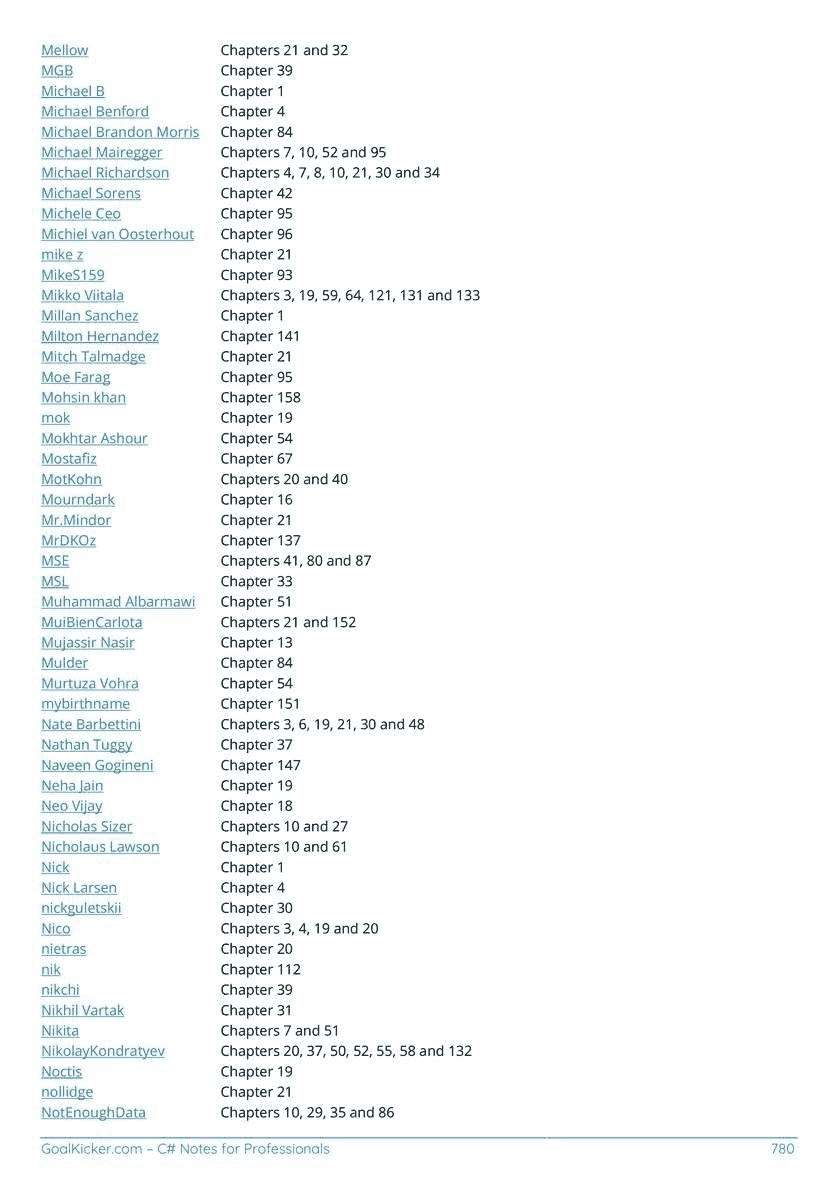 Mellow Chapters 21 and 32
MGB Chapter 39
Michael B Chapter 1
Michael Benford Chapter 4
Michael Brandon Morris Chapter 84
Michael Mairegger Chapters 7, 10, 52 and 95
Michael Richardson Chapters 4, 7, 8, 10, 21, 30 and 34
Michael Sorens Chapter 42
Michele Ceo Chapter 95
Michiel van Oosterhout Chapter 96
mike z Chapter 21
MikeS159 Chapter 93
Mikko Viitala Chapters 3, 19, 59, 64, 121, 131 and 133
Millan Sanchez Chapter 1
Milton Hernandez Chapter 141
Mitch Talmadge Chapter 21
Moe Farag Chapter 95
Mohsin khan Chapter 158
mok Chapter 19
Mokhtar Ashour Chapter 54
Mostafiz Chapter 67
MotKohn Chapters 20 and 40
Mourndark Chapter 16
Mr.Mindor Chapter 21
MrDKOz Chapter 137
MSE Chapters 41, 80 and 87
MSL Chapter 33
Muhammad Albarmawi Chapter 51
MuiBienCarlota Chapters 21 and 152
Mujassir Nasir Chapter 13
Mulder Chapter 84
Murtuza Vohra Chapter 54
mybirthname Chapter 151
Nate Barbettini Chapters 3, 6, 19, 21, 30 and 48
Nathan Tuggy Chapter 37
Naveen Gogineni Chapter 147
Neha Jain Chapter 19
Neo Vijay Chapter 18
Nicholas Sizer Chapters 10 and 27
Nicholaus Lawson Chapters 10 and 61
Nick Chapter 1
Nick Larsen Chapter 4
nickguletskii Chapter 30
Nico Chapters 3, 4, 19 and 20
nietras Chapter 20
nik Chapter 112
nikchi Chapter 39
Nikhil Vartak Chapter 31
Nikita Chapters 7 and 51
NikolayKondratyev Chapters 20, 37, 50, 52, 55, 58 and 132
Noctis Chapter 19
nollidge Chapter 21
NotEnoughData Chapters 10, 29, 35 and 86
GoalKicker.com – C# Notes for Professionals 780